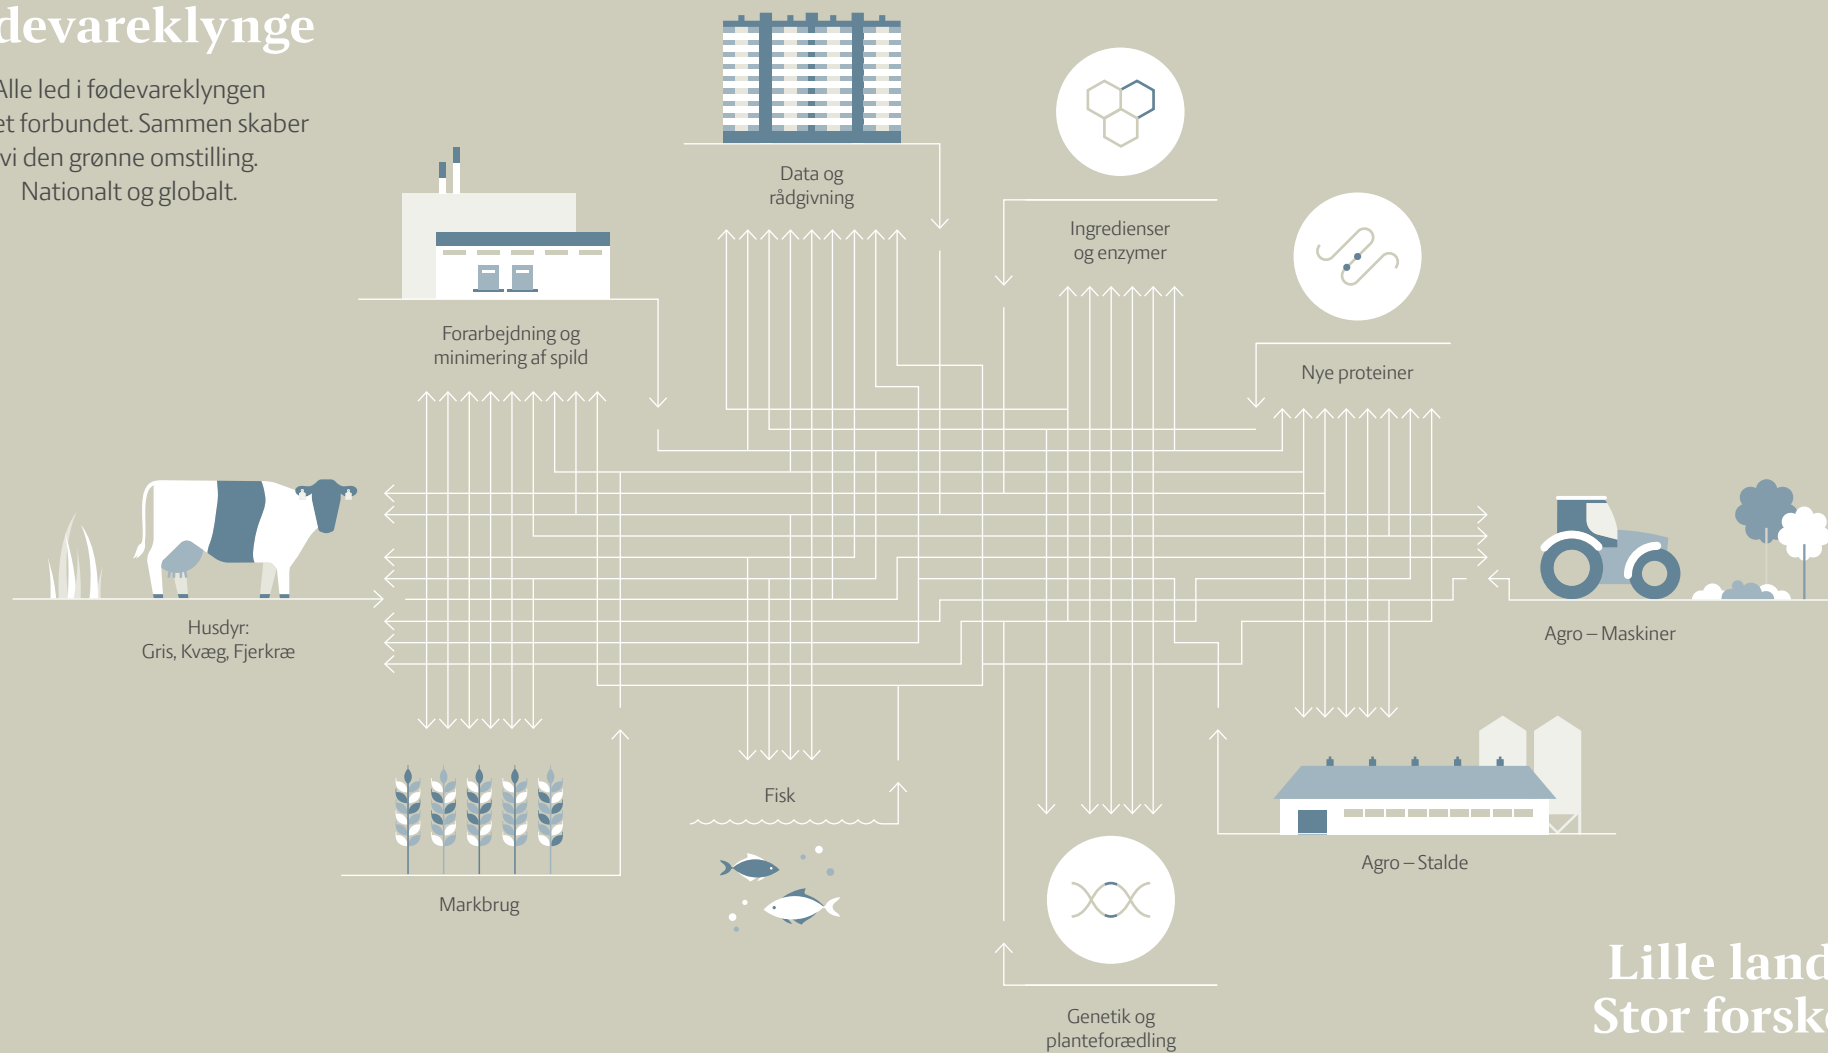 devareklynge
Alle led i fødevareklyngen
et forbundet. Sammen skaber
vi den grønne omstilling.
Nationalt og globalt.
Data og
rådgivning
Ingredienser
og enzymer
Forarbejdning og
minimering af spild
Nye proteiner
Husdyr:
Gris, Kvæg, Fjerkræ
Agro – Maskiner
Fisk
Agro – Stalde
Markbrug
Genetik og
planteforædling
Lille land
Stor forske